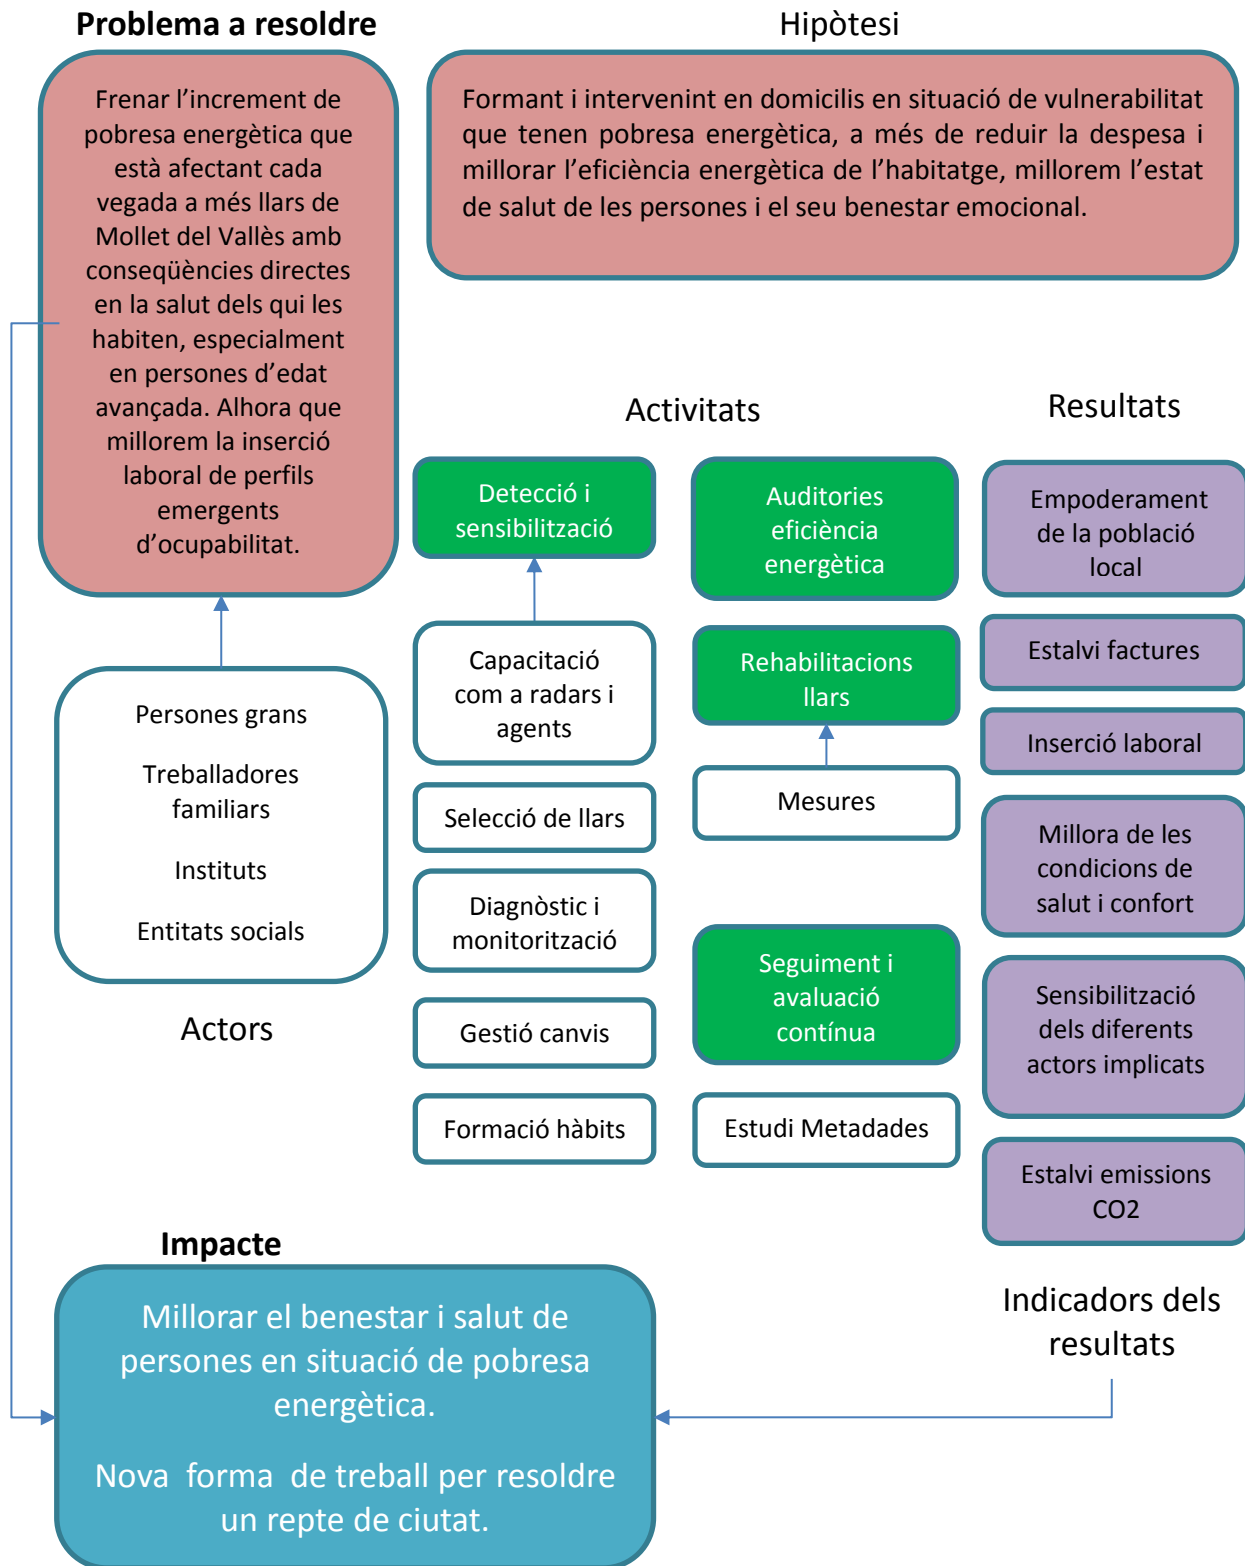 Problema a resoldre
Frenar l’increment de
pobresa energètica que
està afectant cada
vegada a més llars de
Mollet del Vallès amb
conseqüències directes
en la salut dels qui les
habiten, especialment
en persones d’edat
avançada. Alhora que
millorem la inserció
laboral de perfils
emergents
d’ocupabilitat.
Hipòtesi
Formant i intervenint en domicilis en situació de vulnerabilitat
que tenen pobresa energètica, a més de reduir la despesa i
millorar l’eficiència energètica de l’habitatge, millorem l’estat
de salut de les persones i el seu benestar emocional.
Persones grans
Treballadores
familiars
Instituts
Entitats socials
Actors
Activitats
Detecció i
sensibilització
Capacitació
com a radars i
agents
Selecció de llars
Diagnòstic i
monitorització
Gestió canvis
Formació hàbits
Auditories
eficiència
energètica
Rehabilitacions
llars
Mesures
Seguiment i
avaluació
contínua
Estudi Metadades
Resultats
Empoderament
de la població
local
Estalvi factures
Inserció laboral
Millora de les
condicions de
salut i confort
Sensibilització
dels diferents
actors implicats
Estalvi emissions
CO2
Indicadors dels
resultats
Impacte
Millorar el benestar i salut de
persones en situació de pobresa
energètica.
Nova forma de treball per resoldre
un repte de ciutat.